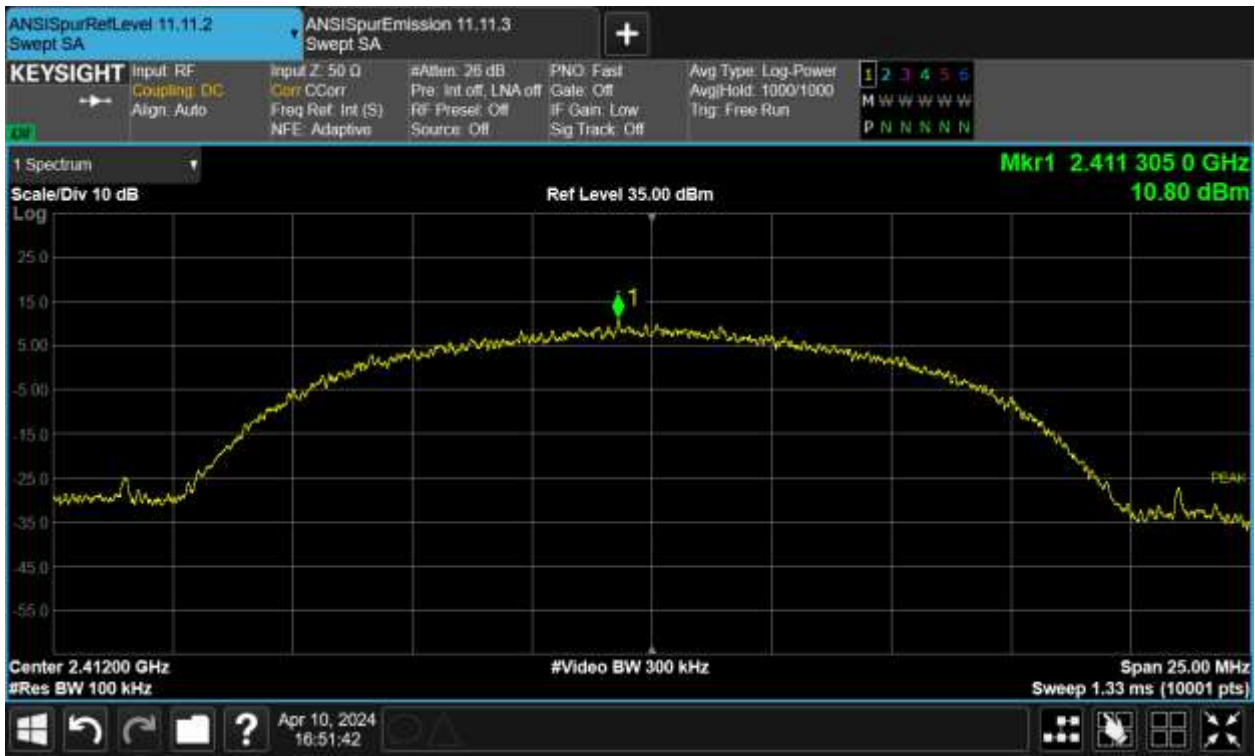 ANSISpurRefLevel 11.11.2
Swept SA
ANSISpurEmission 11.11.3
Swept SA
+
KEYSIGHT
Input: RF
Coupling: DC
Align: Auto
Input Z: 50 Ω
Corr CCorr
Freq Ref: Int (S)
NFE: Adaptive
#Atten: 26 dB
Pre: Int off, LNA off
RF Presel: Off
Source: Off
PNO: Fast
Gate: Off
IF Gain: Low
Sig Track: Off
Avg Type: Log-Power
Avg|Hold: 1000/1000
Trig: Free Run
1 2 3 4 5 6
M W W W W W
P N N N N N
1 Spectrum
Scale/Div 10 dB
Ref Level 35.00 dBm
Mkr1 2.411 305 0 GHz
10.80 dBm
Log
25.0
15.0
5.00
-5.00
-15.0
-25.0
-35.0
-45.0
-55.0
1
PEAK
Center 2.41200 GHz
#Video BW 300 kHz
Span 25.00 MHz
#Res BW 100 kHz
Sweep 1.33 ms (10001 pts)
?
Apr 10, 2024
16:51:42